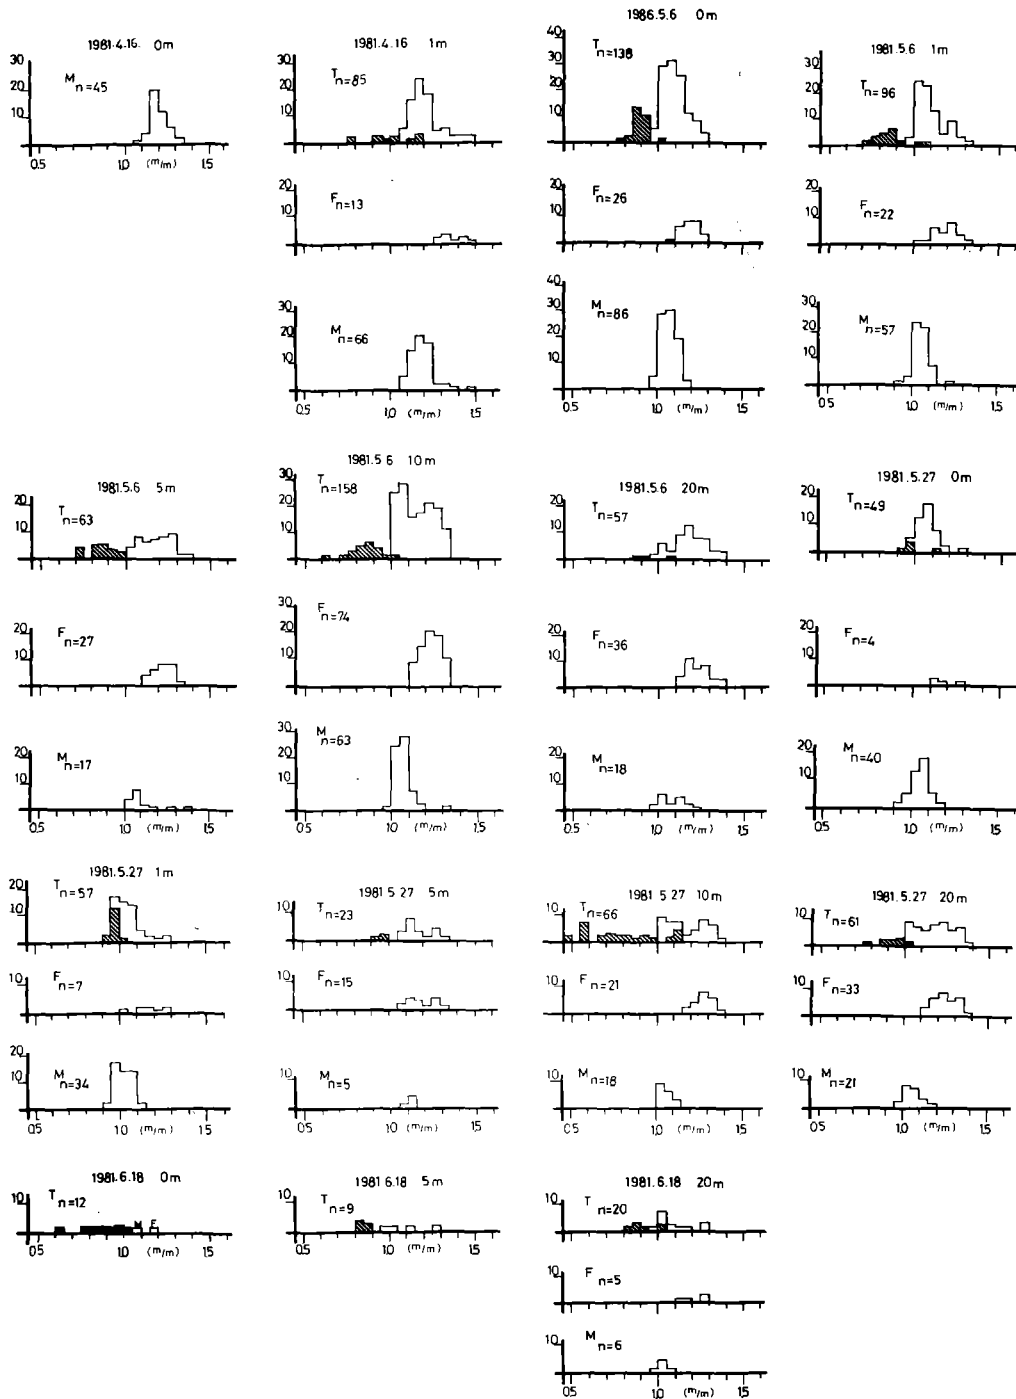 1981.4.16. 0m
M n=45
30
20
10
0.5 1.0 (m/m) 1.5
1981.4.16 1m
T n=85
30
20
10
F n=13
20
10
M n=66
30
20
10
0.5 1.0 (m/m) 1.5
1986.5.6 0m
T n=138
40
30
20
10
F n=26
20
10
M n=86
40
30
20
10
0.5 1.0 (m/m) 1.5
1981.5.6 1m
T n=96
30
20
10
F n=22
20
10
M n=57
30
20
10
0.5 1.0 (m/m) 1.5
1981.5.6 5m
T n=63
20
10
F n=27
20
10
M n=17
20
10
0.5 1.0 (m/m) 1.5
1981.5.6 10m
T n=158
30
20
10
F n=74
30
20
10
M n=63
30
20
10
0.5 1.0 (m/m) 1.5
1981.5.6 20m
T n=57
20
10
F n=36
20
10
M n=18
20
10
0.5 1.0 (m/m) 1.5
1981.5.27 0m
T n=49
20
10
F n=4
20
10
M n=40
20
10
0.5 1.0 (m/m) 1.5
1981.5.27 1m
T n=57
20
10
F n=7
10
M n=34
20
10
0.5 1.0 (m/m) 1.5
1981 5 27 5m
T n=23
10
F n=15
10
M n=5
10
0.5 1.0 (m/m) 1.5
1981 5 27 10m
T n=66
10
F n=21
10
M n=18
10
0.5 1.0 (m/m) 1.5
1981.5.27 20m
T n=61
10
F n=33
10
M n=21
10
0.5 1.0 (m/m) 1.5
1981.6.18 0m
T n=12
10
M F
0.5 1.0 (m/m) 1.5
1981 6.18 5m
T n=9
10
0.5 1.0 (m/m) 1.5
1981.6.18 20m
T n=20
10
0.5 1.0 (m/m) 1.5
F n=5
10
M n=6
10
0.5 1.0 (m/m) 1.5